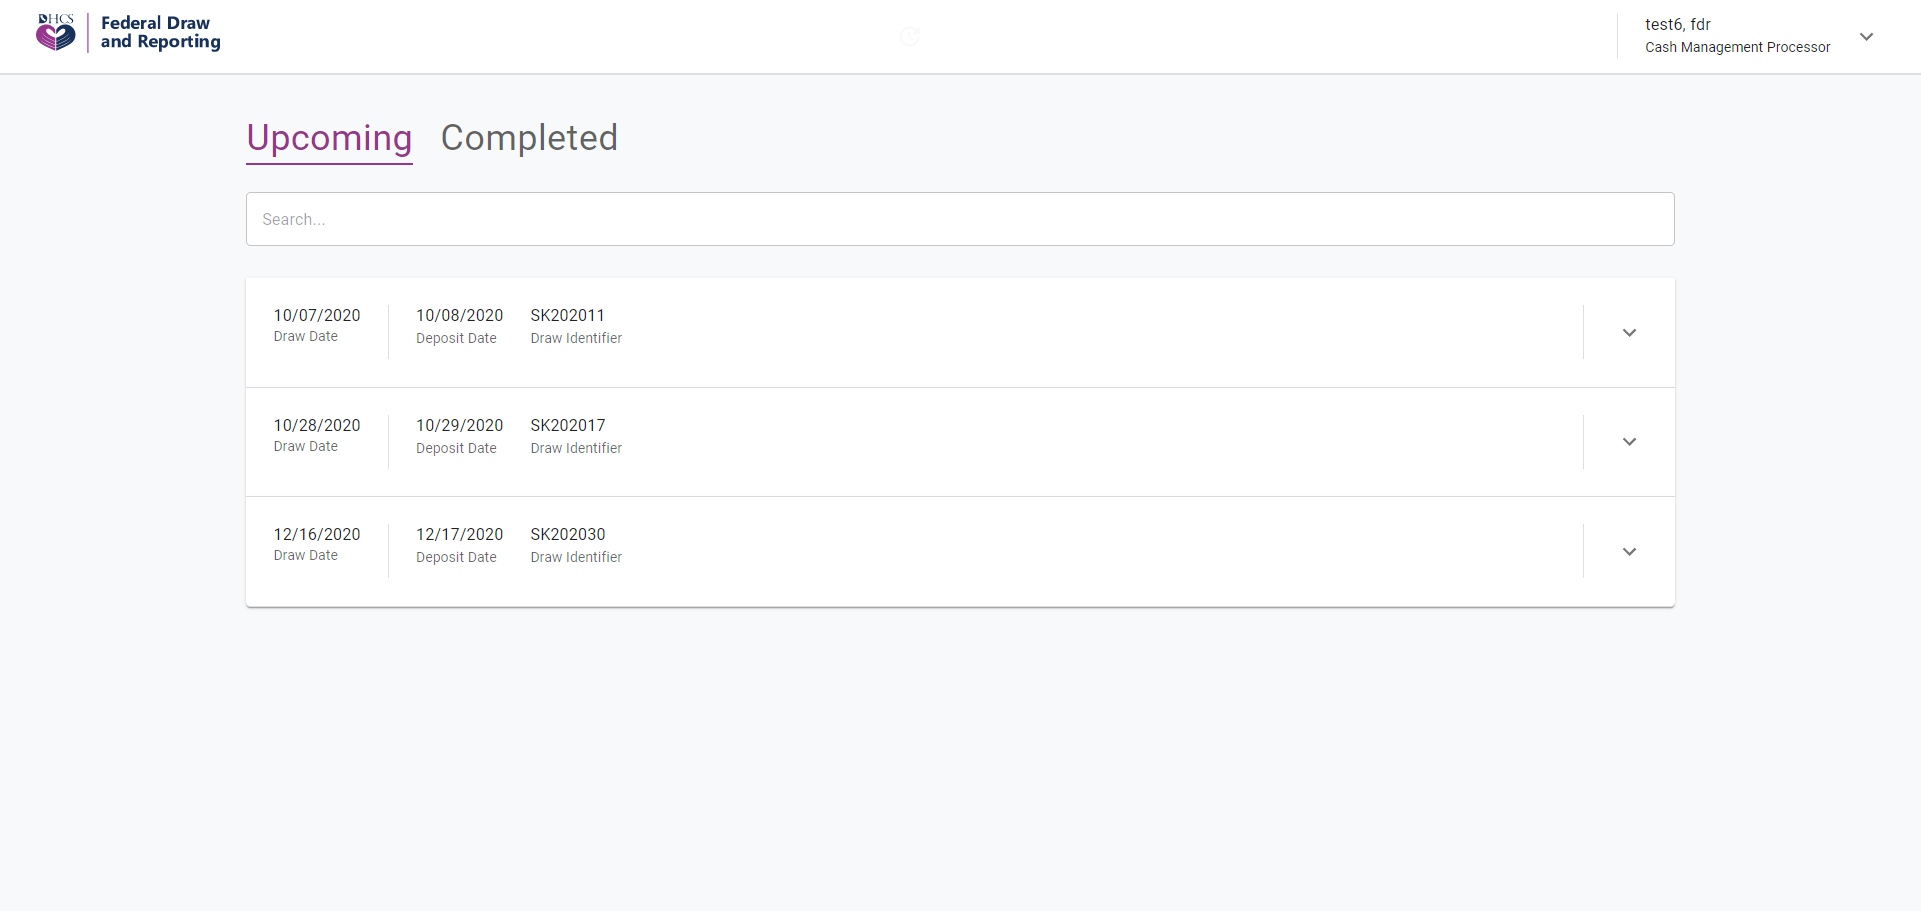 DHCS
Federal Draw
and Reporting
test6, fdr
Cash Management Processor
Upcoming Completed
Search...
10/07/2020 10/08/2020 SK202011
Draw Date Deposit Date Draw Identifier
10/28/2020 10/29/2020 SK202017
Draw Date Deposit Date Draw Identifier
12/16/2020 12/17/2020 SK202030
Draw Date Deposit Date Draw Identifier